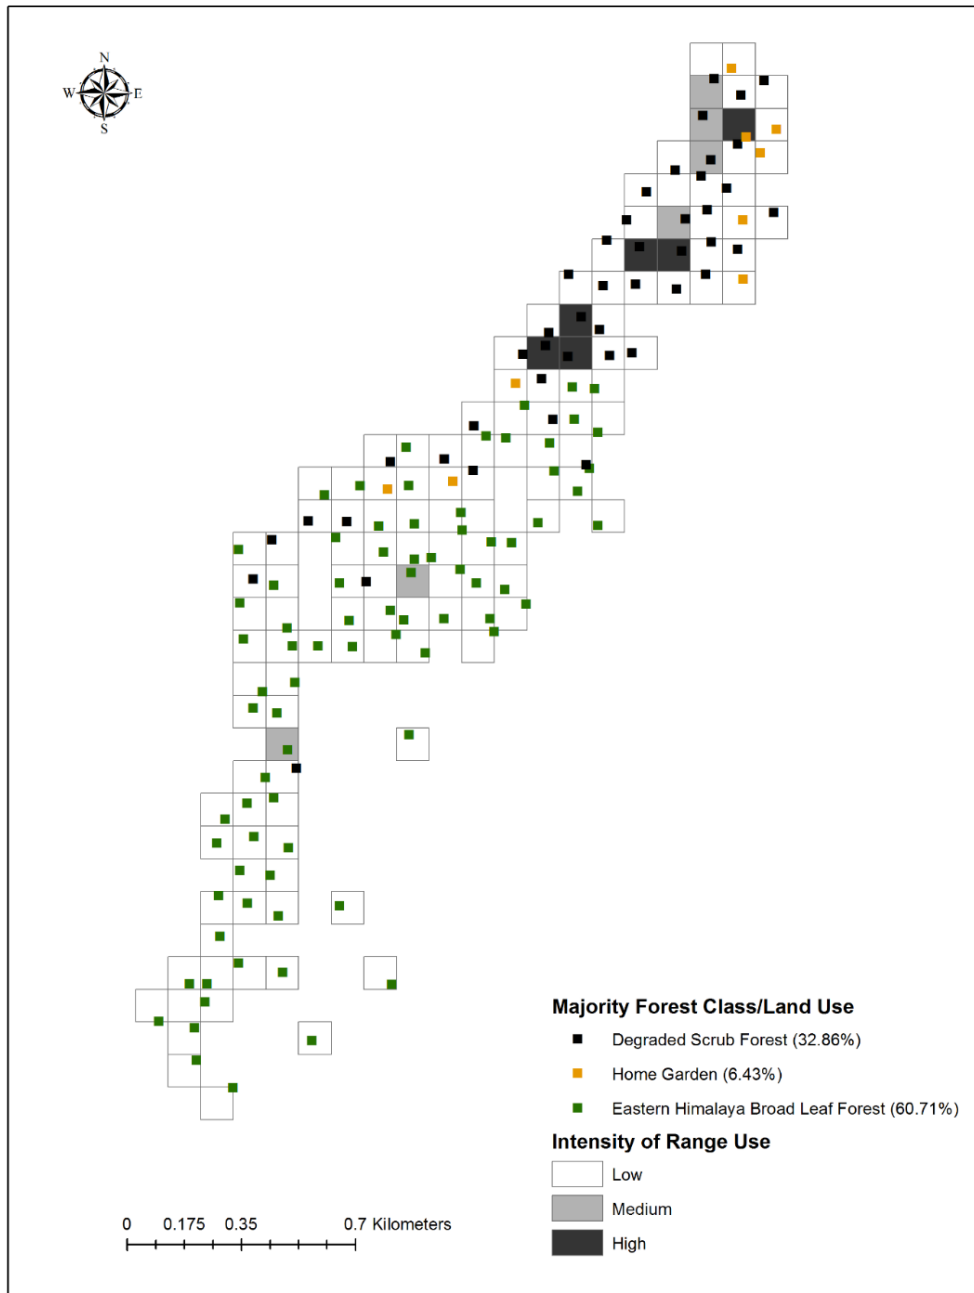 N
W E
S
Majority Forest Class/Land Use
Degraded Scrub Forest (32.86%)
Home Garden (6.43%)
Eastern Himalaya Broad Leaf Forest (60.71%)
Intensity of Range Use
Low
Medium
High
0 0.175 0.35 0.7 Kilometers